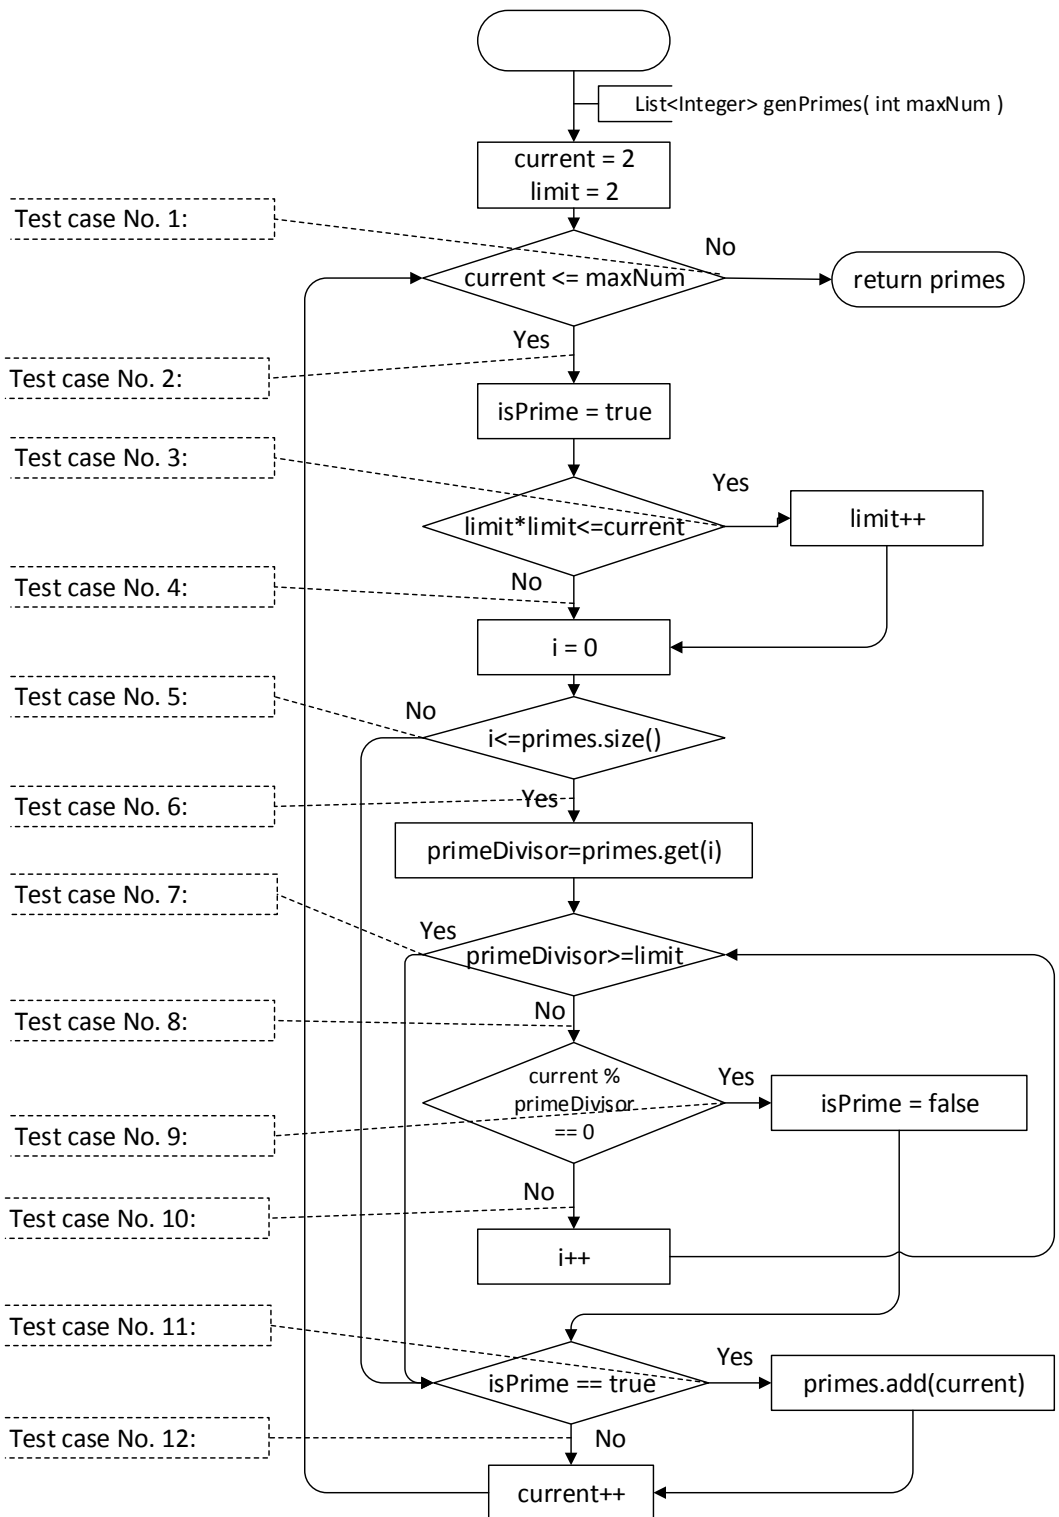 List<Integer> genPrimes( int maxNum )
current = 2
limit = 2
Test case No. 1:
No
current <= maxNum
return primes
Yes
Test case No. 2:
isPrime = true
Test case No. 3:
Yes
limit*limit<=current
limit++
No
Test case No. 4:
i = 0
Test case No. 5:
No
i<=primes.size()
Yes
Test case No. 6:
primeDivisor=primes.get(i)
Test case No. 7:
Yes
primeDivisor>=limit
No
Test case No. 8:
current %
primeDivisor
== 0
Yes
isPrime = false
Test case No. 9:
No
Test case No. 10:
i++
Test case No. 11:
Yes
isPrime == true
primes.add(current)
Test case No. 12:
No
current++